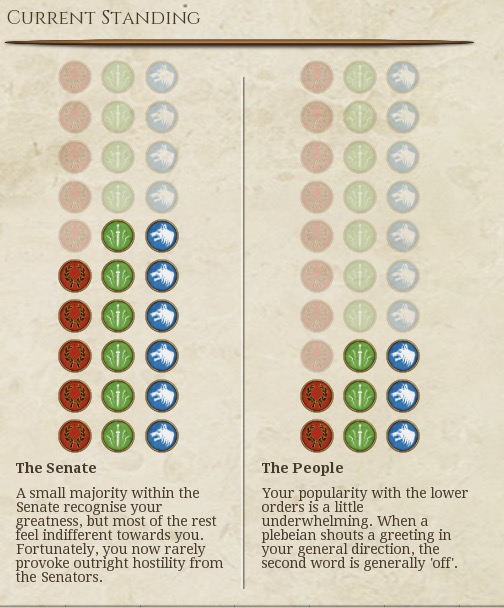 Current Standing
The Senate
A small majority within the
Senate recognise your
greatness, but most of the rest
feel indifferent towards you.
Fortunately, you now rarely
provoke outright hostility from
the Senators.
The People
Your popularity with the lower
orders is a little
underwhelming. When a
plebeian shouts a greeting in
your general direction, the
second word is generally 'off'.